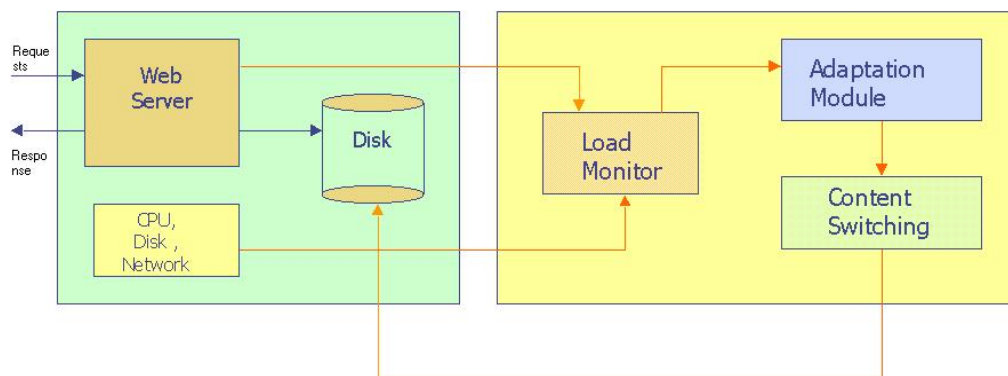 Reque
sts
Web
Server
Disk
Respo
nse
CPU,
Disk ,
Network
Load
Monitor
Adaptation
Module
Content
Switching